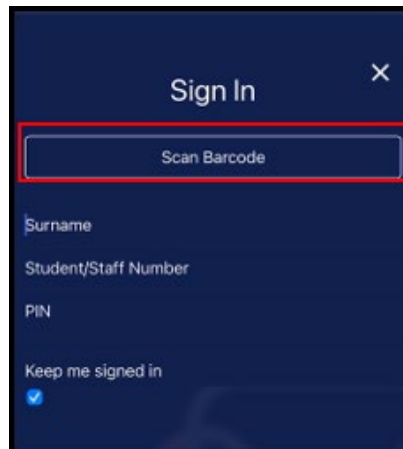 Sign In
Scan Barcode
Surname
Student/Staff Number
PIN
Keep me signed in